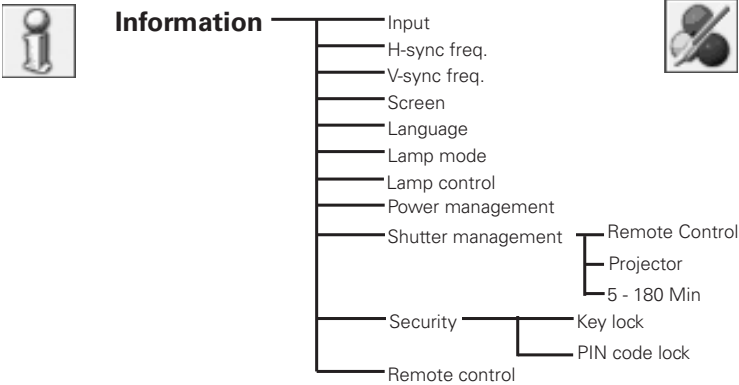 Information
Input
H-sync freq.
V-sync freq.
Screen
Language
Lamp mode
Lamp control
Power management
Shutter management
Remote Control
Projector
5 - 180 Min
Security
Key lock
PIN code lock
Remote control